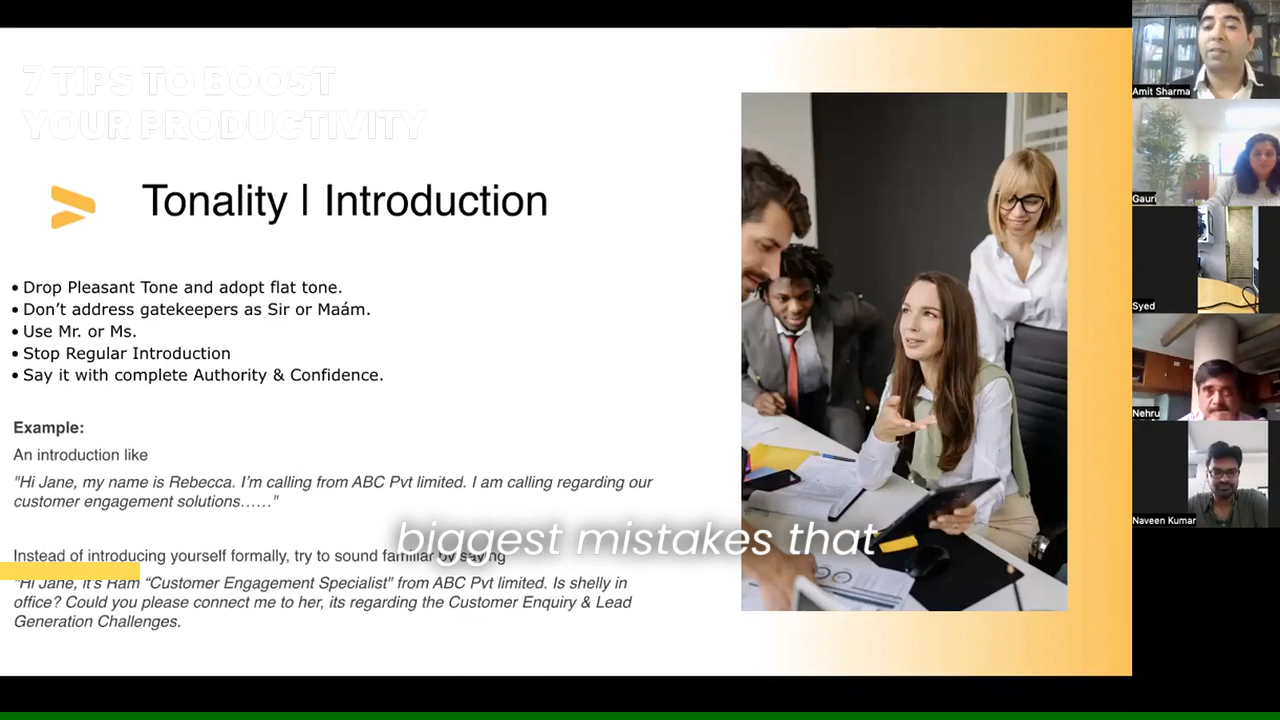 7 TIPS TO BOOST
YOUR PRODUCTIVITY
Tonality | Introduction
• Drop Pleasant Tone and adopt flat tone.
• Don’t address gatekeepers as Sir or Maám.
• Use Mr. or Ms.
• Stop Regular Introduction
• Say it with complete Authority & Confidence.
Example:
An introduction like
"Hi Jane, my name is Rebecca. I’m calling from ABC Pvt limited. I am calling regarding our
customer engagement solutions……"
biggest mistakes that
Instead of introducing yourself formally, try to sound familiar by saying
"Hi Jane, it’s Ram “Customer Engagement Specialist" from ABC Pvt limited. Is shelly in
office? Could you please connect me to her, its regarding the Customer Enquiry & Lead
Generation Challenges.
Amit Sharma
Gauri
Syed
Nehru
Naveen Kumar